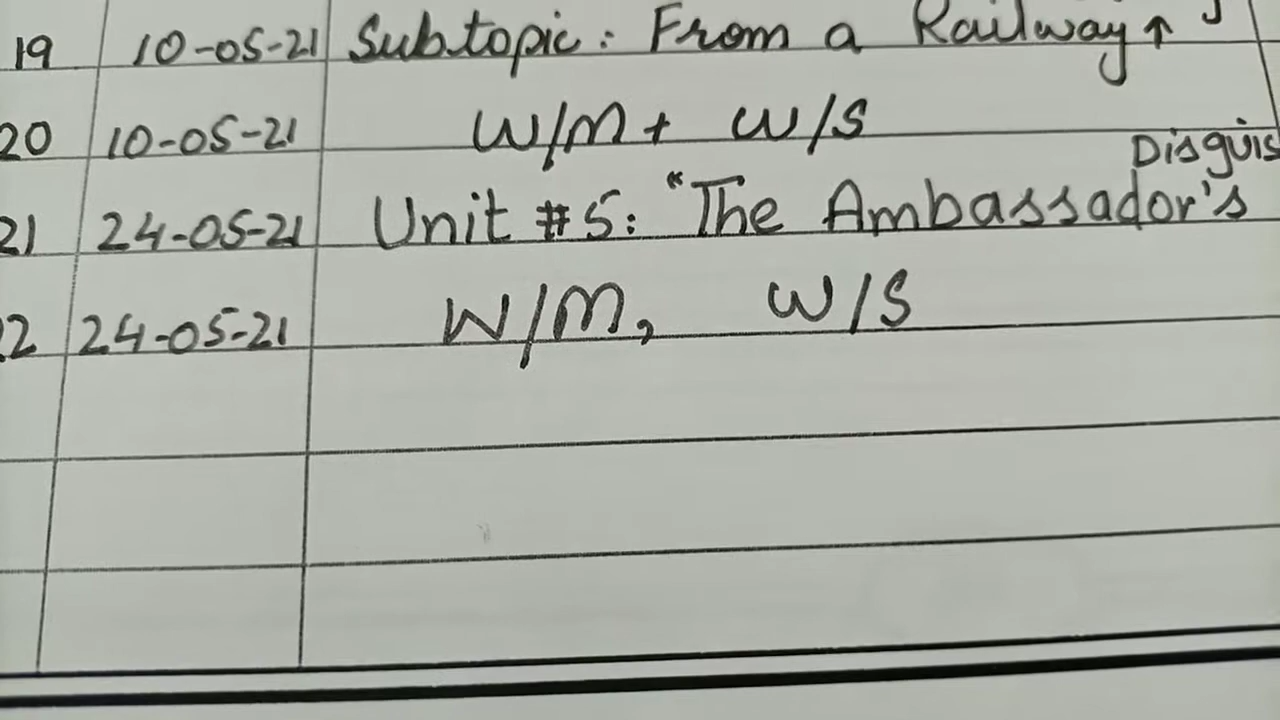 19 10-05-21 Subtopic: From a Railway ↑
20 10-05-21 W/M + W/S
Disguis
21 24-05-21 Unit #5: "The Ambassador's
2 24-05-21 W/M, W/S